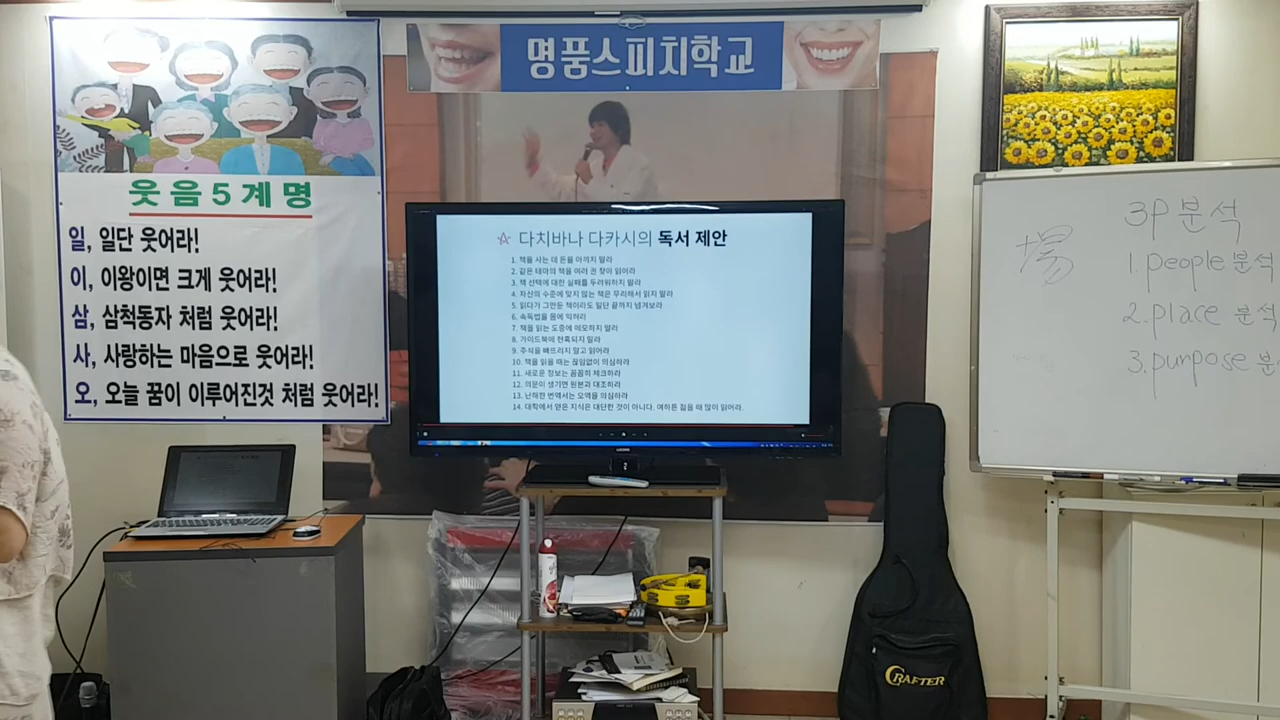 명품스피치학교
웃음5계명
일, 일단 웃어라!
이, 이왕이면 크게 웃어라!
삼, 삼척동자 처럼 웃어라!
사, 사랑하는 마음으로 웃어라!
오, 오늘 꿈이 이루어진것 처럼 웃어라!
☆ 다치바나 다카시의 독서 제안
1. 책을 사는 데 돈을 아끼지 말라
2. 같은 테마의 책을 여러 권 찾아 읽어라
3. 책 선택에 대한 실패를 두려워하지 말라
4. 자신의 수준에 맞지 않는 책은 무리해서 읽지 말라
5. 읽다가 그만둔 책이라도 일단 끝까지 넘겨보라
6. 속독법을 몸에 익혀라
7. 책을 읽는 도중에 메모하지 말라
8. 가이드북에 현혹되지 말라
9. 주석을 빠뜨리지 말고 읽어라
10. 책을 읽을 때는 끊임없이 의심하라
11. 새로운 정보는 꼼꼼히 체크하라
12. 의문이 생기면 원본과 대조하라
13. 난해한 번역서는 오역을 의심하라
14. 대학에서 얻은 지식은 대단한 것이 아니다. 여하튼 젊을 때 많이 읽어라.
場
3P 분석
1. people 분석
2. place 분석
3. purpose 분
CRAFTER